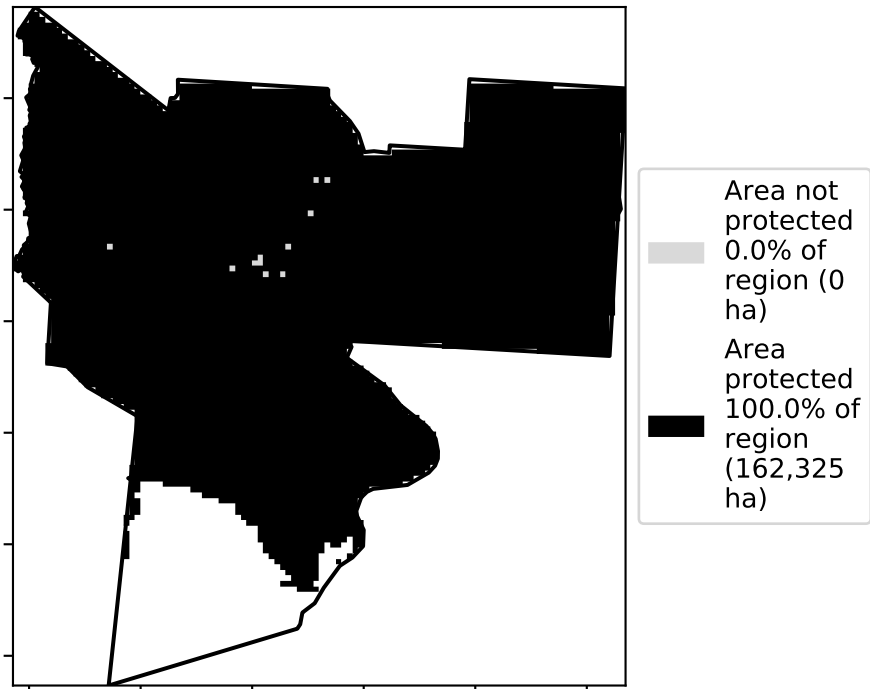 Area not
protected
0.0% of
region (0
ha)
Area
protected
100.0% of
region
(162,325
ha)